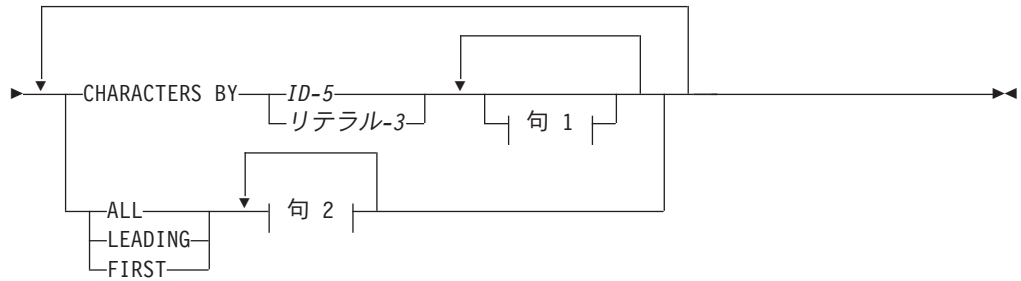 CHARACTERS BY ID-5
リテラル-3 句 1
ALL 句 2
LEADING
FIRST